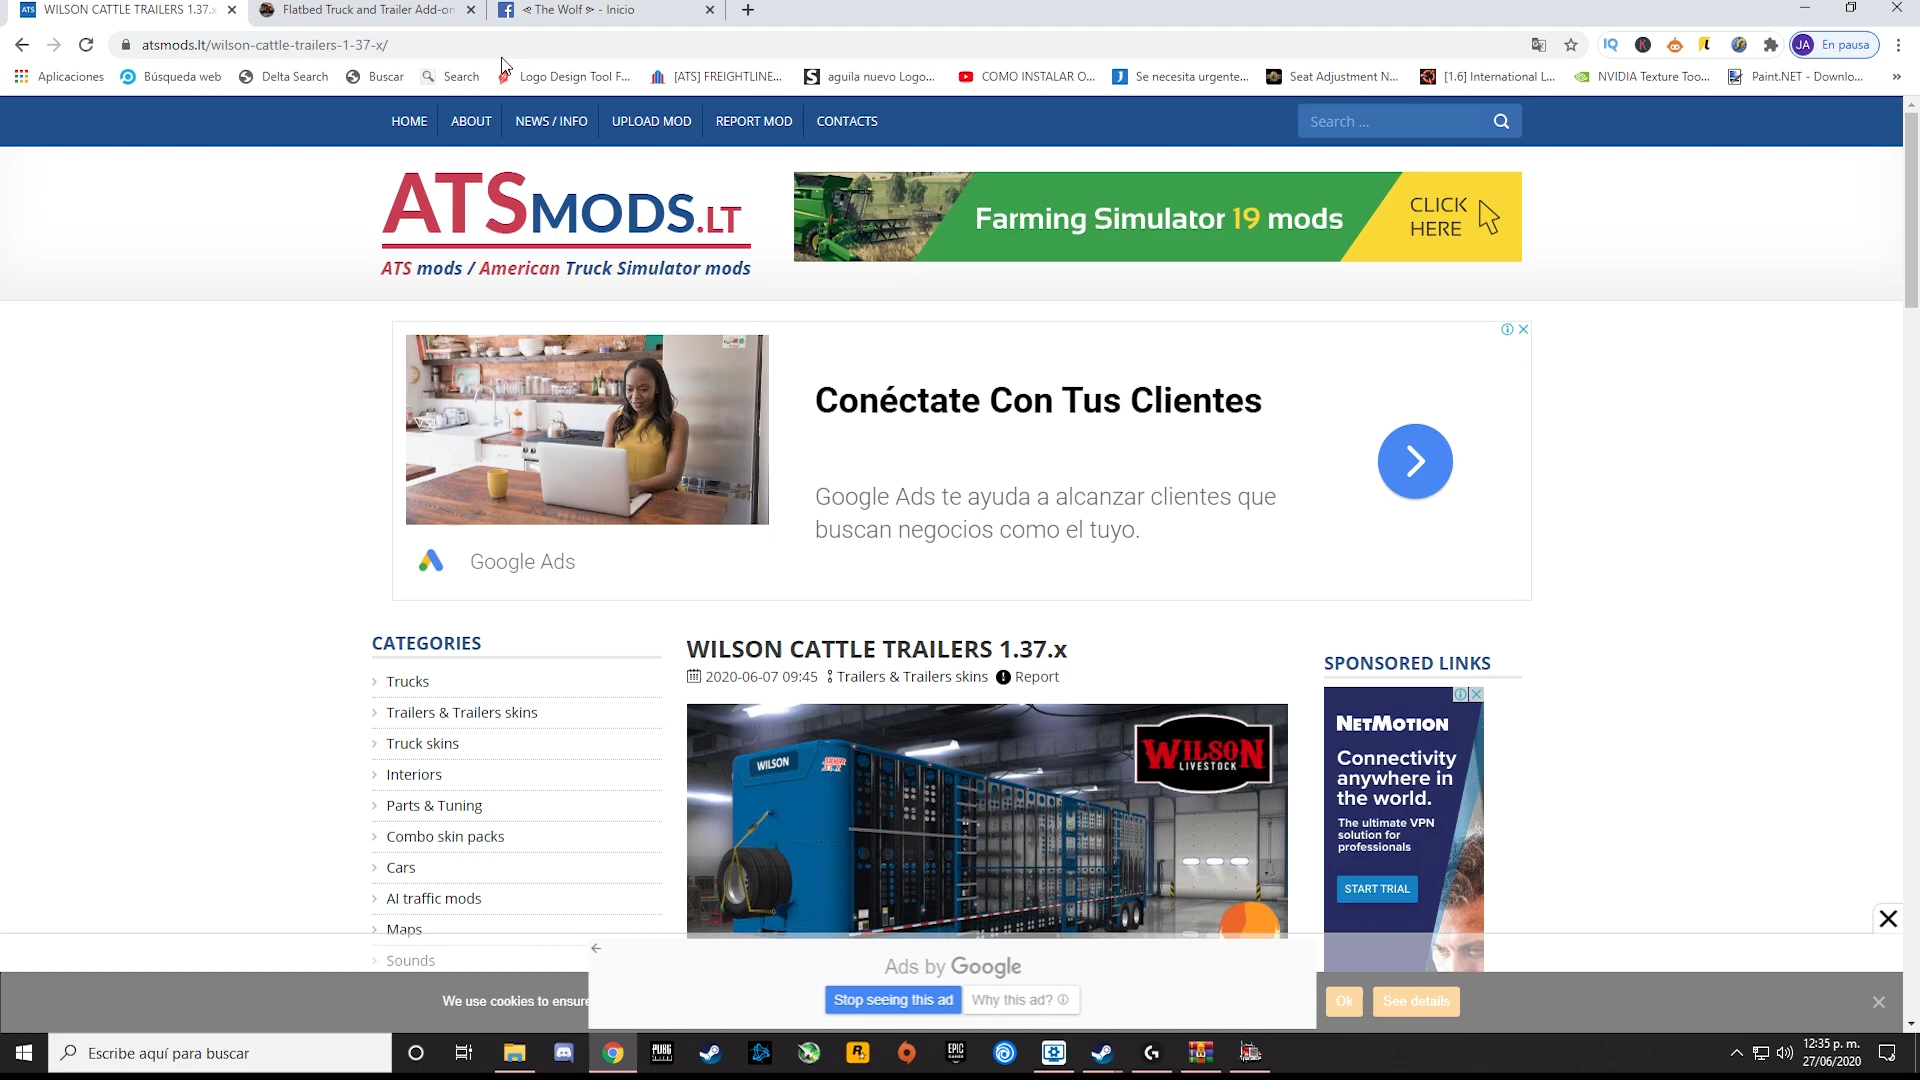 WILSON CATTLE TRAILERS 1.37.x
Flatbed Truck and Trailer Add-on
The Wolf - Inicio
atsmods.lt/wilson-cattle-trailers-1-37-x/
JA En pausa
Aplicaciones
Búsqueda web
Delta Search
Buscar
Search
Logo Design Tool F...
[ATS] FREIGHTLINE...
aguila nuevo Logo...
COMO INSTALAR O...
Se necesita urgente...
Seat Adjustment N...
[1.6] International L...
NVIDIA Texture Too...
Paint.NET - Downlo...
HOME
ABOUT
NEWS / INFO
UPLOAD MOD
REPORT MOD
CONTACTS
Search ...
ATSMODS.LT
ATS mods / American Truck Simulator mods
Farming Simulator 19 mods
CLICK
HERE
Conéctate Con Tus Clientes
Google Ads te ayuda a alcanzar clientes que
buscan negocios como el tuyo.
Google Ads
CATEGORIES
Trucks
Trailers & Trailers skins
Truck skins
Interiors
Parts & Tuning
Combo skin packs
Cars
AI traffic mods
Maps
Sounds
WILSON CATTLE TRAILERS 1.37.x
2020-06-07 09:45 Trailers & Trailers skins Report
WILSON
WILSON
LIVESTOCK
SPONSORED LINKS
NETMOTION
Connectivity
anywhere in
the world.
The ultimate VPN
solution for
professionals
START TRIAL
Ads by Google
Stop seeing this ad
Why this ad?
We use cookies to ensure
Ok
See details
Escribe aquí para buscar
PUBG
EPIC
GAMES
12:35 p. m.
27/06/2020